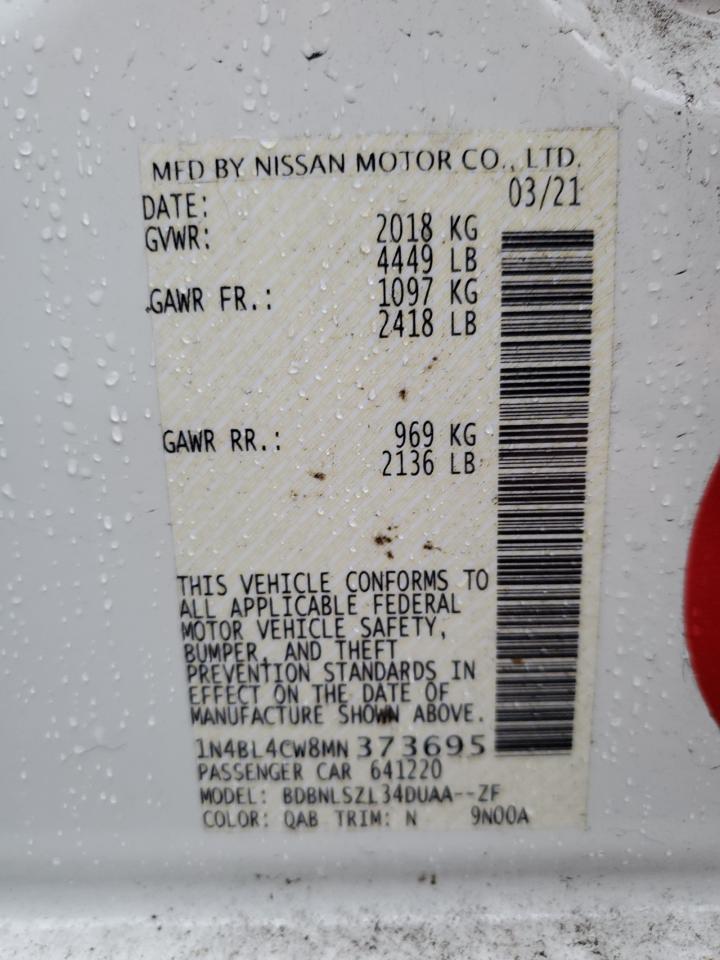 MFD BY NISSAN MOTOR CO., LTD.
DATE: 03/21
GVWR: 2018 KG
4449 LB
GAWR FR.: 1097 KG
2418 LB
GAWR RR.: 969 KG
2136 LB
THIS VEHICLE CONFORMS TO
ALL APPLICABLE FEDERAL
MOTOR VEHICLE SAFETY,
BUMPER, AND THEFT
PREVENTION STANDARDS IN
EFFECT ON THE DATE OF
MANUFACTURE SHOWN ABOVE.
1N4BL4CW8MN373695
PASSENGER CAR 641220
MODEL: BDBNLSZL34DUAA--ZF
COLOR: QAB TRIM: N 9N00A